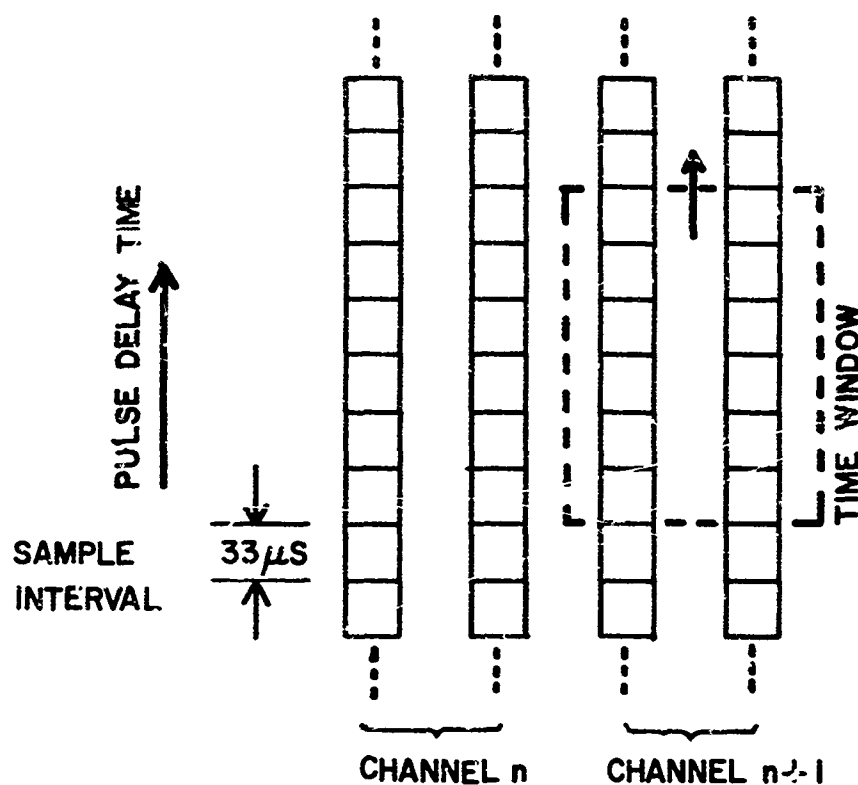 PULSE DELAY TIME
SAMPLE
INTERVAL
33μS
TIME WINDOW
CHANNEL n
CHANNEL n+1